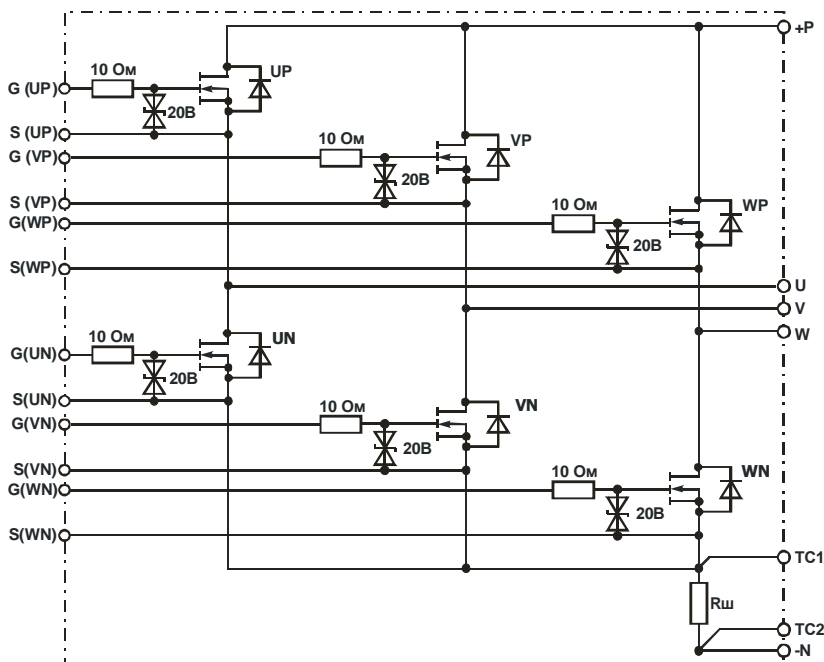 +P
10 Ом
UP
G (UP)
20В
S (UP)
10 Ом
VP
G (VP)
20В
S (VP)
10 Ом
WP
G(WP)
20В
S(WP)
U
V
W
10 Ом
UN
G(UN)
20В
S(UN)
10 Ом
VN
G(VN)
20В
S(VN)
10 Ом
WN
G(WN)
20В
S(WN)
TC1
Rш
TC2
-N